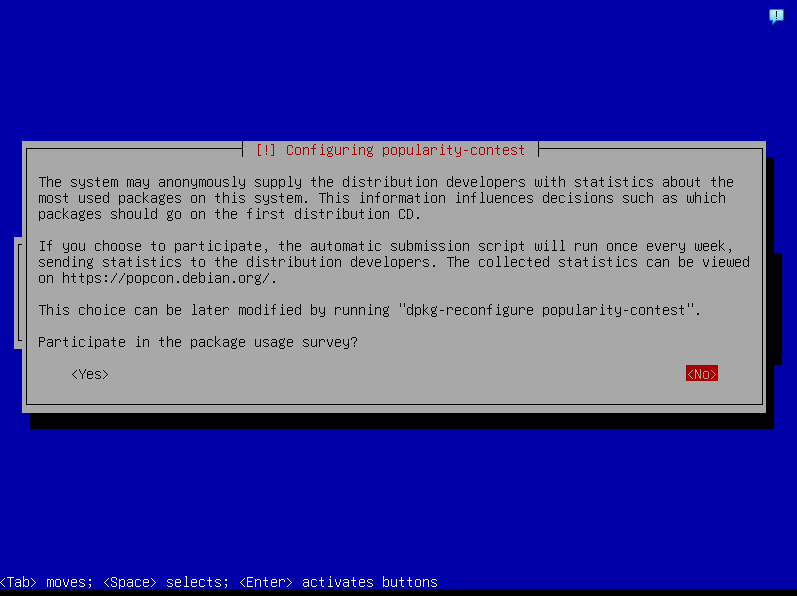 [!] Configuring popularity-contest
The system may anonymously supply the distribution developers with statistics about the
most used packages on this system. This information influences decisions such as which
packages should go on the first distribution CD.
If you choose to participate, the automatic submission script will run once every week,
sending statistics to the distribution developers. The collected statistics can be viewed
on https://popcon.debian.org/.
This choice can be later modified by running "dpkg-reconfigure popularity-contest".
Participate in the package usage survey?
<Yes> <No>
<Tab> moves; <Space> selects; <Enter> activates buttons